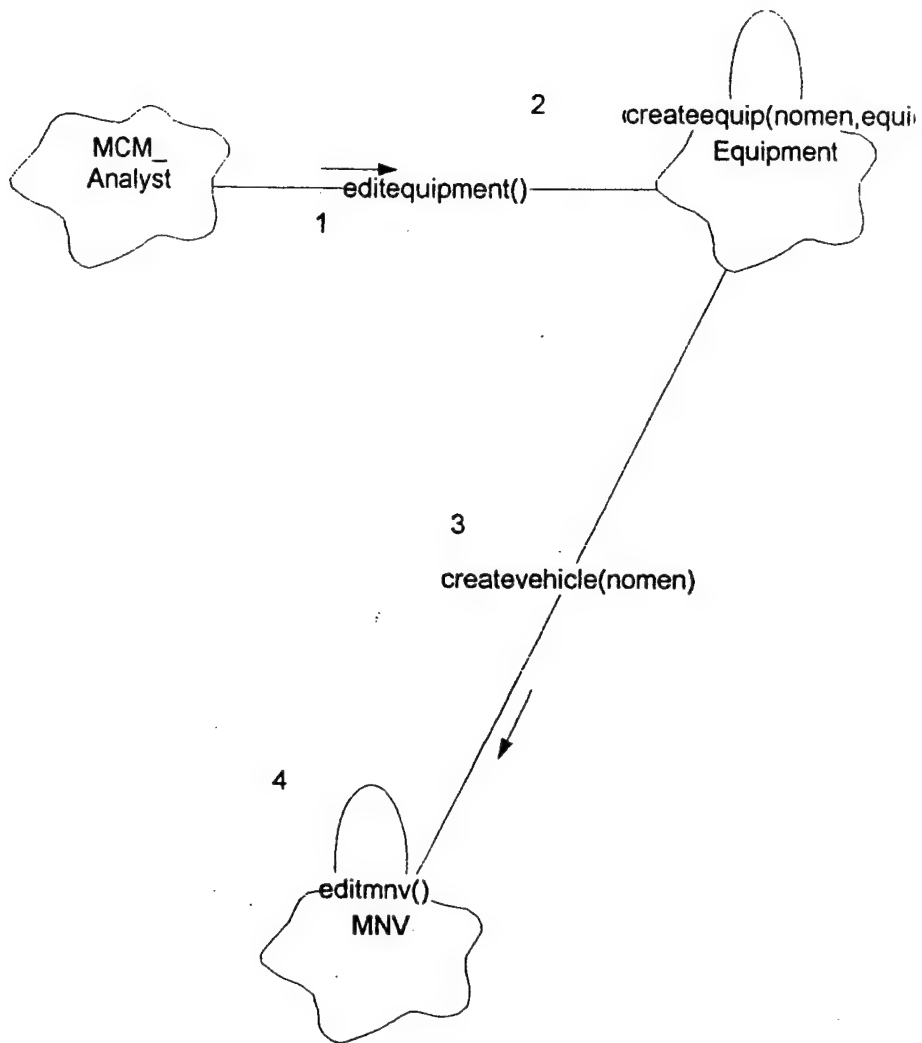 2
createequip(nomen,equi
MCM_
Analyst
Equipment
editequipment()
1
3
createvehicle(nomen)
4
editmnv()
MNV